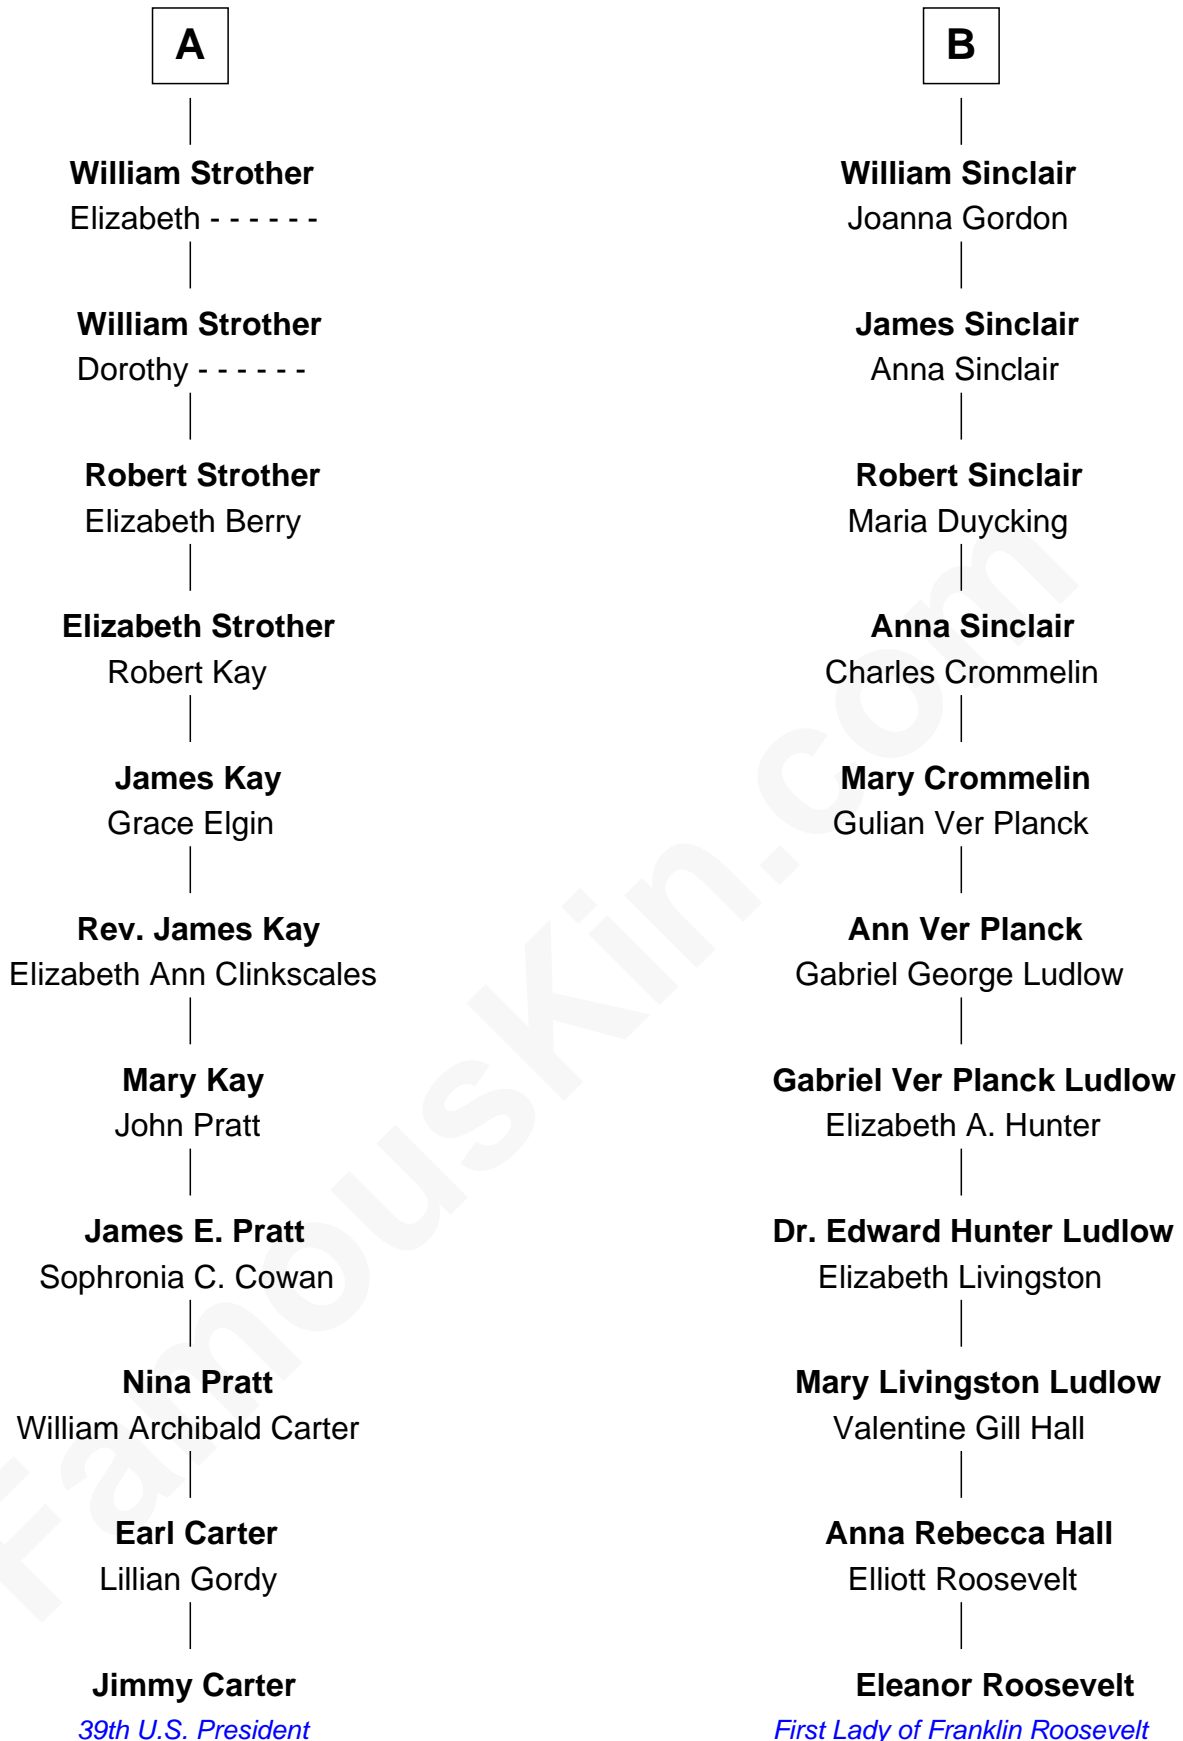 A
William Strother
Elizabeth - - - - - -
William Strother
Dorothy - - - - - -
Robert Strother
Elizabeth Berry
Elizabeth Strother
Robert Kay
James Kay
Grace Elgin
Rev. James Kay
Elizabeth Ann Clinkscales
Mary Kay
John Pratt
James E. Pratt
Sophronia C. Cowan
Nina Pratt
William Archibald Carter
Earl Carter
Lillian Gordy
Jimmy Carter
39th U.S. President
B
William Sinclair
Joanna Gordon
James Sinclair
Anna Sinclair
Robert Sinclair
Maria Duycking
Anna Sinclair
Charles Crommelin
Mary Crommelin
Gulian Ver Planck
Ann Ver Planck
Gabriel George Ludlow
Gabriel Ver Planck Ludlow
Elizabeth A. Hunter
Dr. Edward Hunter Ludlow
Elizabeth Livingston
Mary Livingston Ludlow
Valentine Gill Hall
Anna Rebecca Hall
Elliott Roosevelt
Eleanor Roosevelt
First Lady of Franklin Roosevelt
FamousKin.com